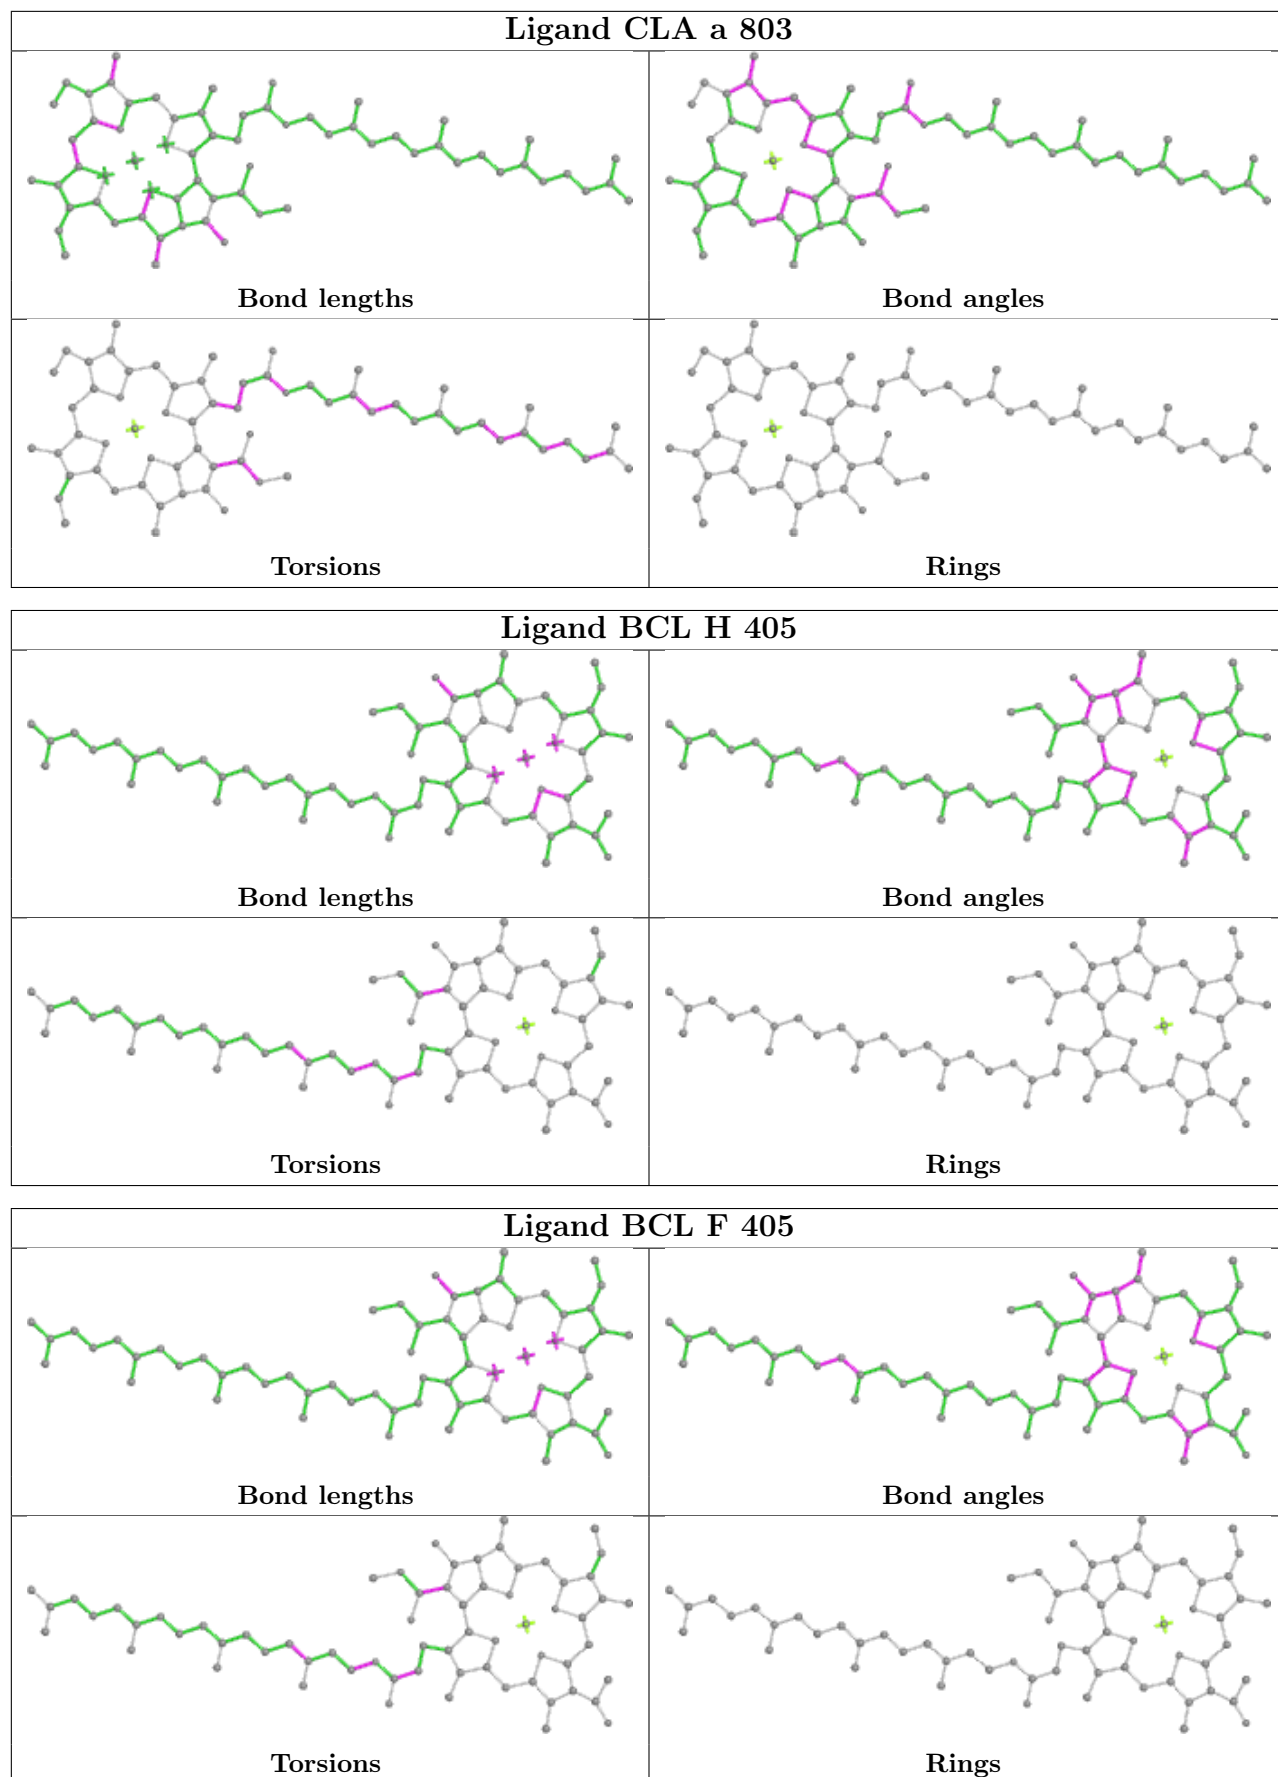 Ligand CLA a 803
Bond lengths
Bond angles
Torsions
Rings
Ligand BCL H 405
Bond lengths
Bond angles
Torsions
Rings
Ligand BCL F 405
Bond lengths
Bond angles
Torsions
Rings